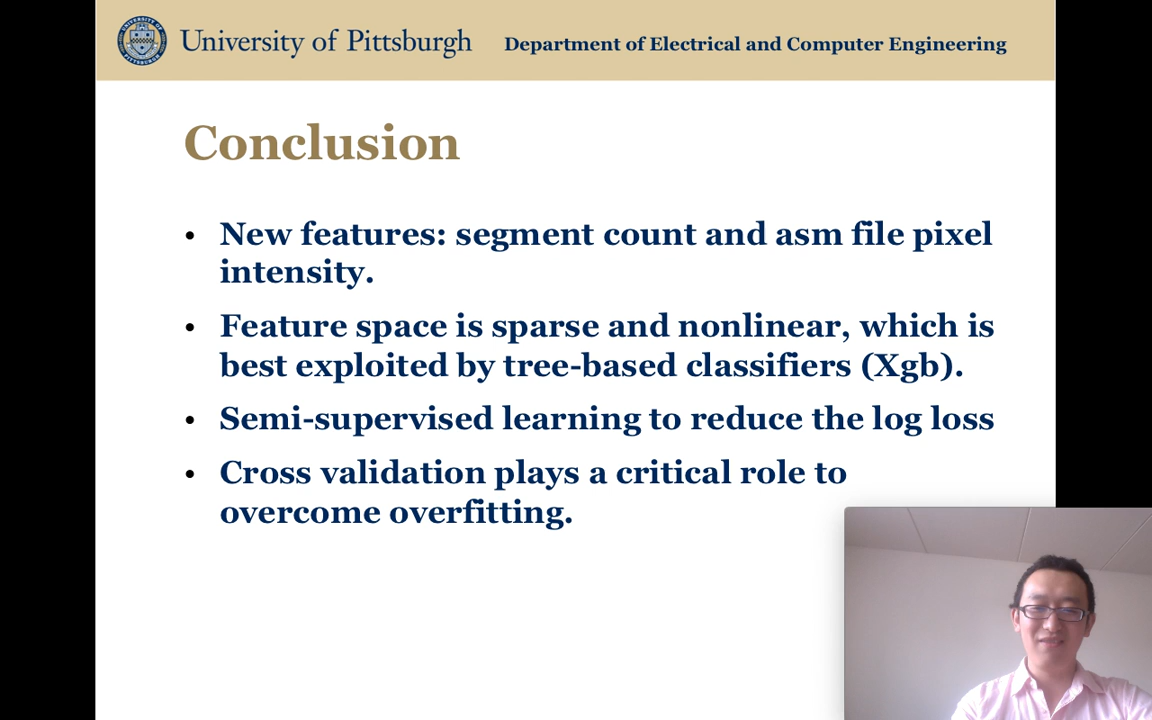 University of Pittsburgh
Department of Electrical and Computer Engineering
Conclusion
• New features: segment count and asm file pixel
intensity.
• Feature space is sparse and nonlinear, which is
best exploited by tree-based classifiers (Xgb).
• Semi-supervised learning to reduce the log loss
• Cross validation plays a critical role to
overcome overfitting.